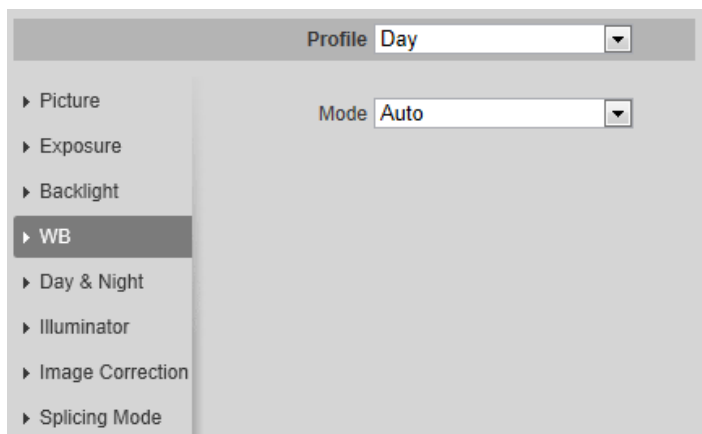 Profile Day
Picture
Mode Auto
Exposure
Backlight
WB
Day & Night
Illuminator
Image Correction
Splicing Mode